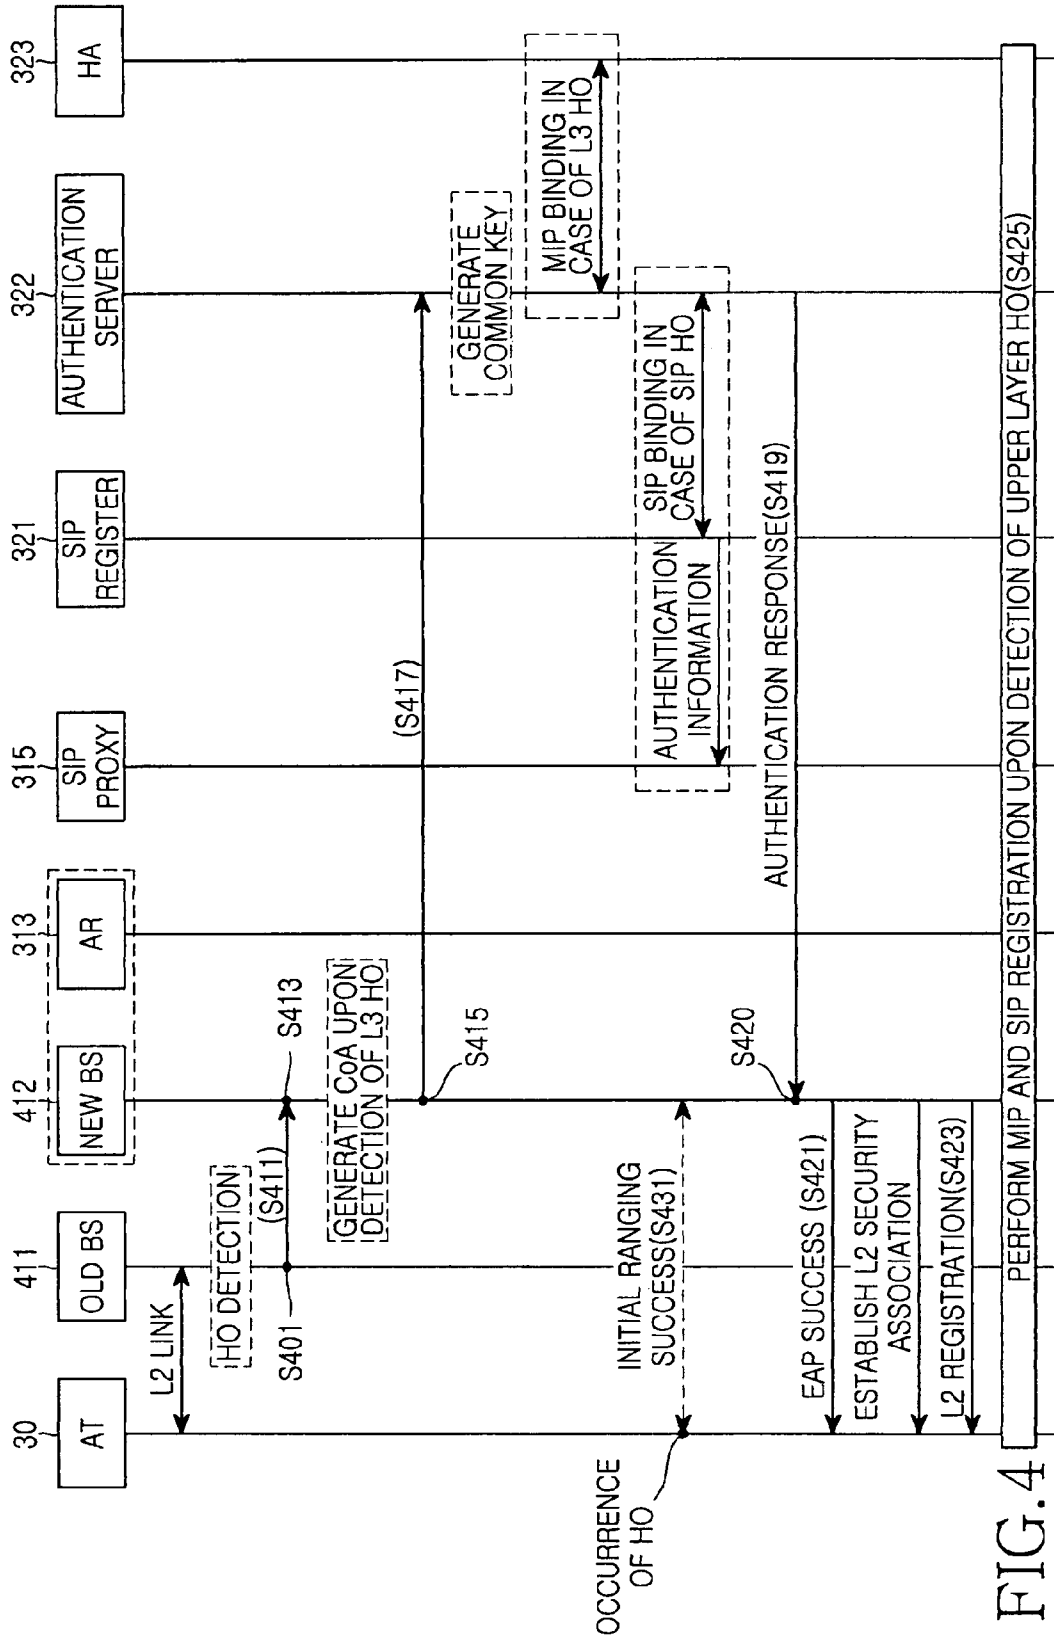 30
411
412
313
315
321
322
323
AT
OLD BS
NEW BS
AR
SIP
PROXY
SIP
REGISTER
AUTHENTICATION
SERVER
HA
L2 LINK
HO DETECTION
S401
(S411)
S413
GENERATE CoA UPON
DETECTION OF L3 HO
(S417)
S415
GENERATE
COMMON KEY
MIP BINDING IN
CASE OF L3 HO
OCCURRENCE
OF HO
INITIAL RANGING
SUCCESS(S431)
AUTHENTICATION
INFORMATION
SIP BINDING IN
CASE OF SIP HO
S420
AUTHENTICATION RESPONSE(S419)
EAP SUCCESS (S421)
ESTABLISH L2 SECURITY
ASSOCIATION
L2 REGISTRATION(S423)
PERFORM MIP AND SIP REGISTRATION UPON DETECTION OF UPPER LAYER HO(S425)
FIG.4